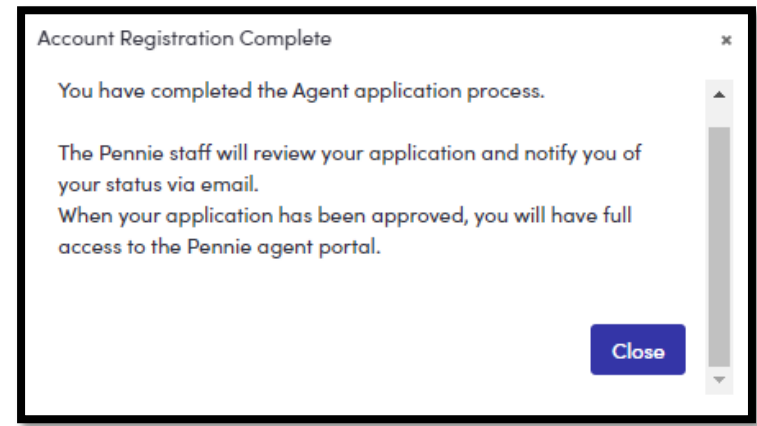 Account Registration Complete ×
You have completed the Agent application process.
The Pennie staff will review your application and notify you of
your status via email.
When your application has been approved, you will have full
access to the Pennie agent portal.
Close